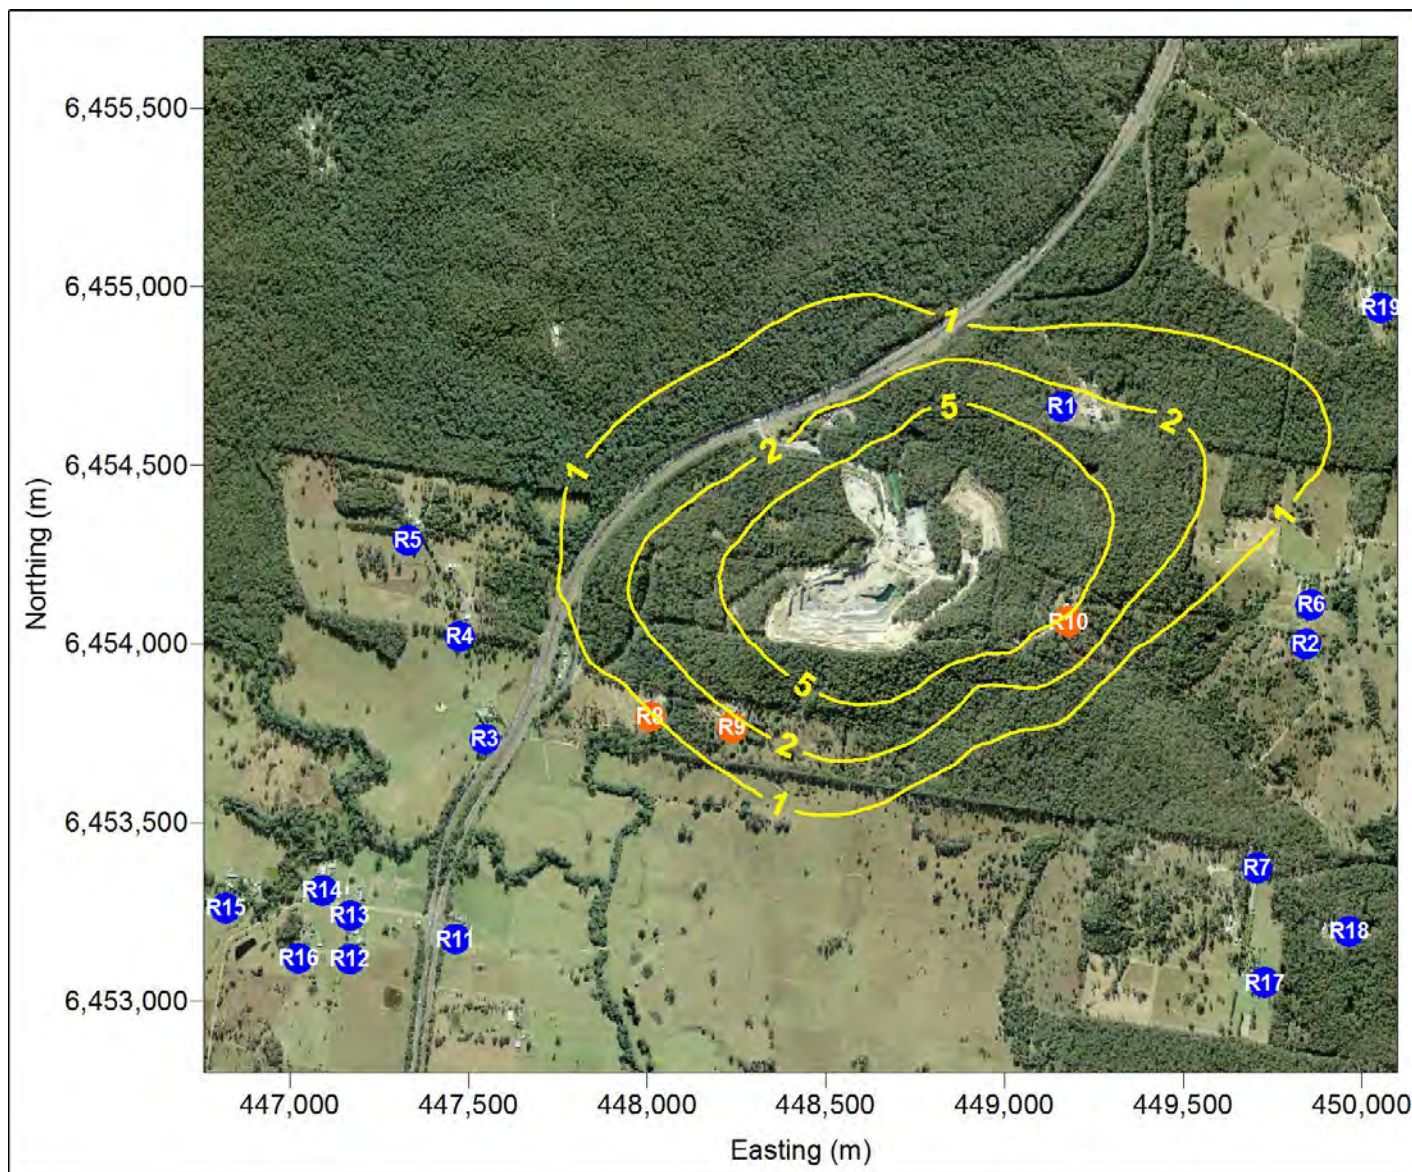 6,455,500
6,455,000
6,454,500
6,454,000
6,453,500
6,453,000
Northing (m)
R19
1
R1
5
2
2
1
1
R5
R6
R10
R4
R2
5
R8
R9
R3
2
1
R7
R14
R15
R13
R18
R11
R16
R12
R17
447,000
447,500
448,000
448,500
449,000
449,500
450,000
Easting (m)